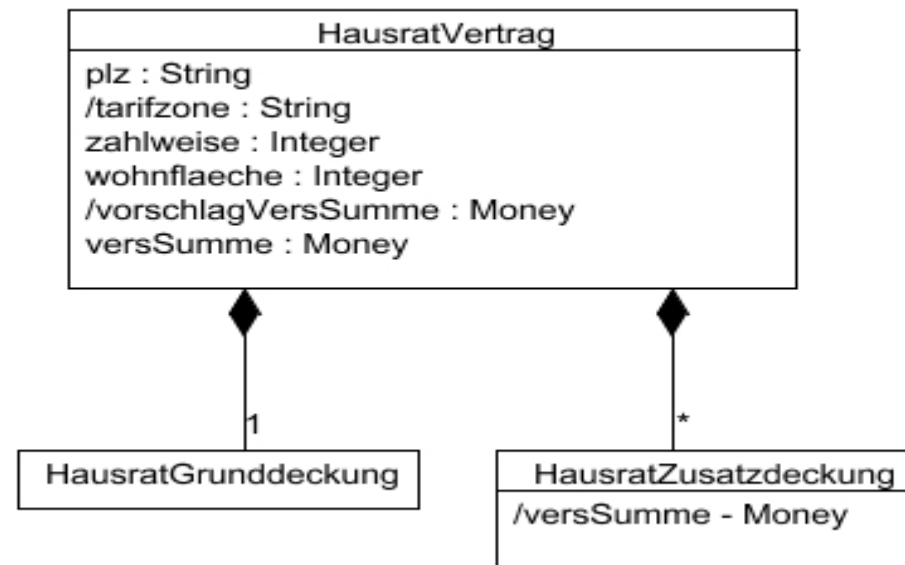 HausratVertrag
plz : String
/tarifzone : String
zahlweise : Integer
wohnflaeche : Integer
/vorschlagVersSumme : Money
versSumme : Money
1
*
HausratGrunddeckung
HausratZusatzdeckung
/versSumme - Money